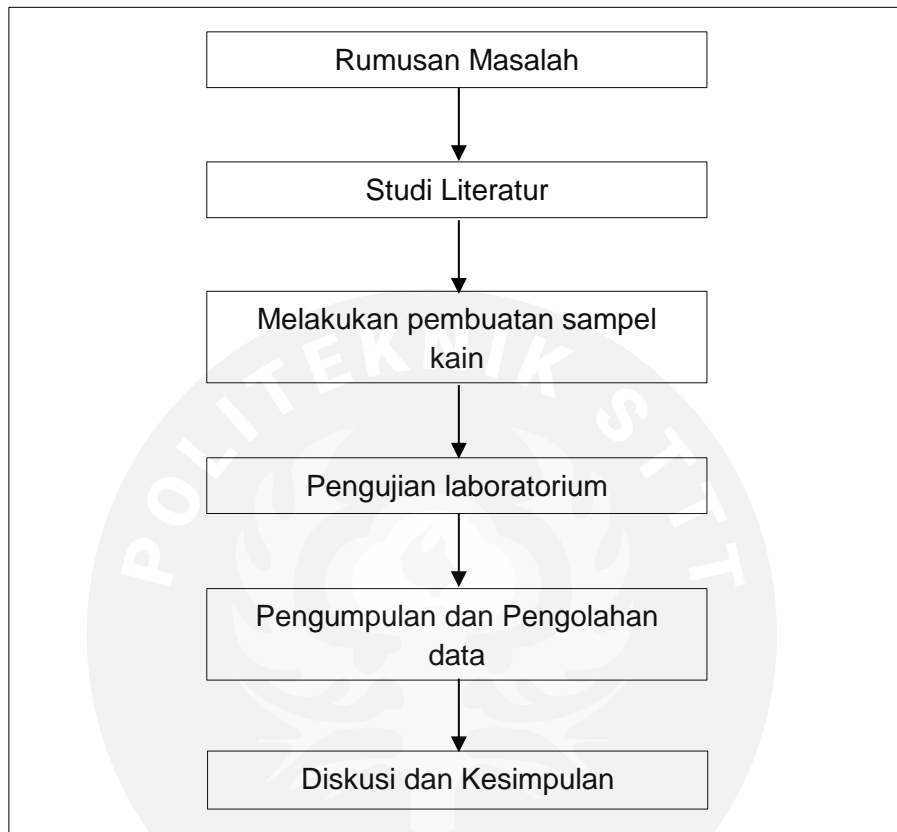 Rumusan Masalah
Studi Literatur
Melakukan pembuatan sampel
kain
Pengujian laboratorium
Pengumpulan dan Pengolahan
data
Diskusi dan Kesimpulan
POLITEKNIK STTT